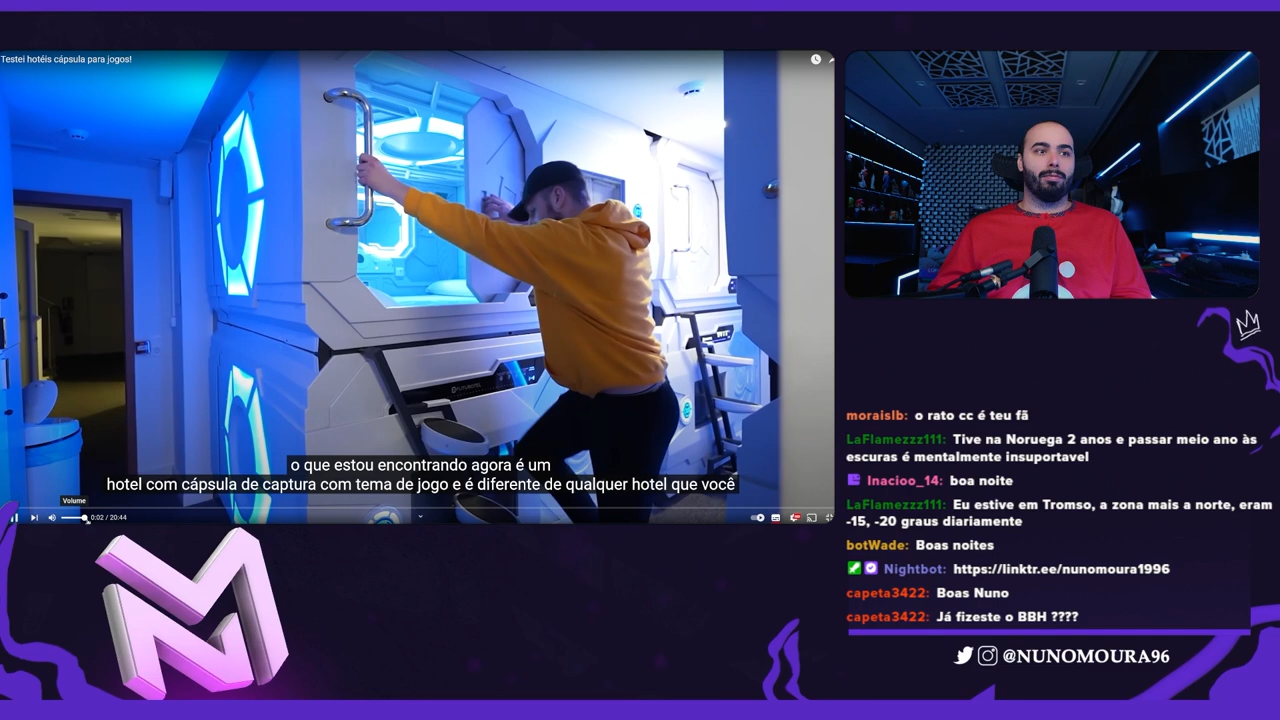 Testei hotéis cápsula para jogos!
o que estou encontrando agora é um
hotel com cápsula de captura com tema de jogo e é diferente de qualquer hotel que você
Volume
0:02 / 20:44
moraislb: o rato cc é teu fã
LaFlamezzz111: Tive na Noruega 2 anos e passar meio ano às
escuras é mentalmente insuportavel
Inacioo_14: boa noite
LaFlamezzz111: Eu estive em Tromso, a zona mais a norte, eram
-15, -20 graus diariamente
botWade: Boas noites
Nightbot: https://linktr.ee/nunomoura1996
capeta3422: Boas Nuno
capeta3422: Já fizeste o BBH ????
@NUNOMOURA96